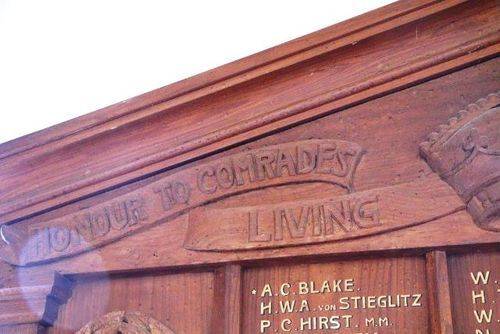 HONOUR TO COMRADES
LIVING
* A.C. BLAKE.
H.W.A. VON STIEGLITZ
P.C. HIRST. M.M.
W
H
W